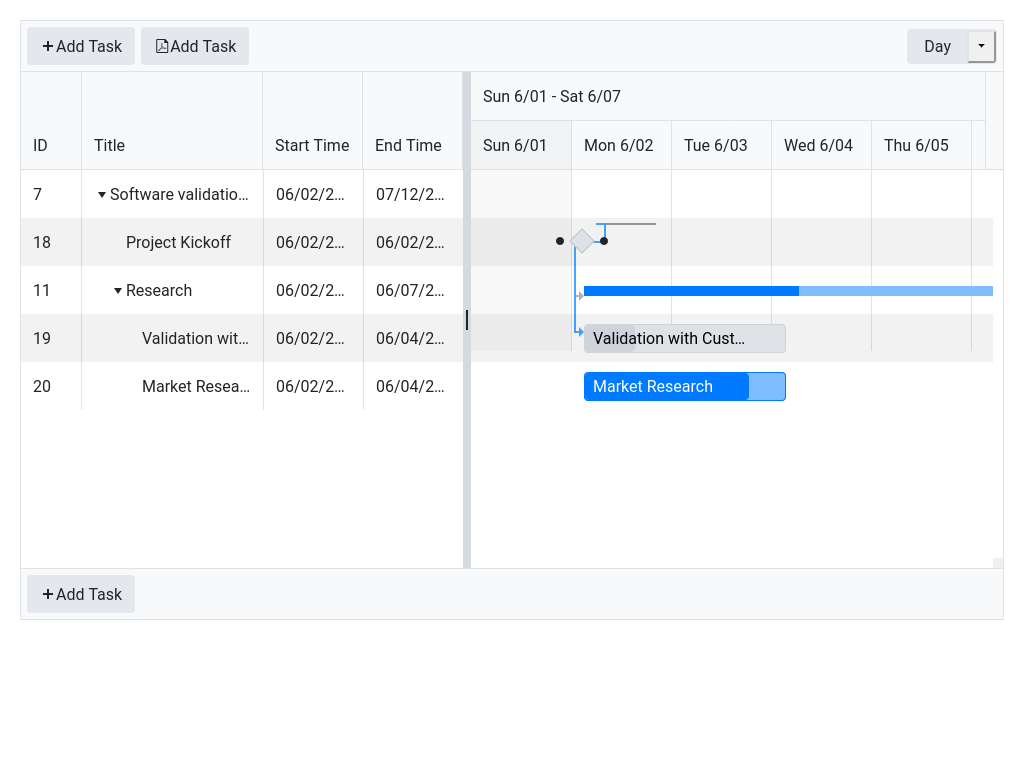 Add Task Add Task Day
Sun 6/01 - Sat 6/07
ID Title Start Time End Time Sun 6/01 Mon 6/02 Tue 6/03 Wed 6/04 Thu 6/05
7 Software validatio… 06/02/2… 07/12/2…
18 Project Kickoff 06/02/2… 06/02/2…
11 Research 06/02/2… 06/07/2…
19 Validation wit… 06/02/2… 06/04/2… Validation with Cust…
20 Market Resea… 06/02/2… 06/04/2… Market Research
Add Task